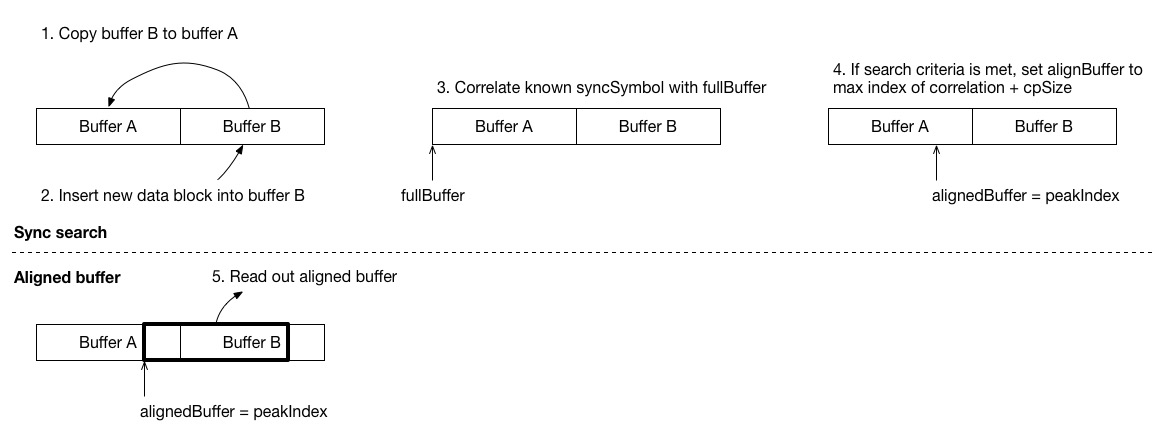 1. Copy buffer B to buffer A
Buffer A
Buffer B
2. Insert new data block into buffer B
3. Correlate known syncSymbol with fullBuffer
Buffer A
Buffer B
fullBuffer
4. If search criteria is met, set alignBuffer to
max index of correlation + cpSize
Buffer A
Buffer B
alignedBuffer = peakIndex
Sync search
Aligned buffer
5. Read out aligned buffer
Buffer A
Buffer B
alignedBuffer = peakIndex